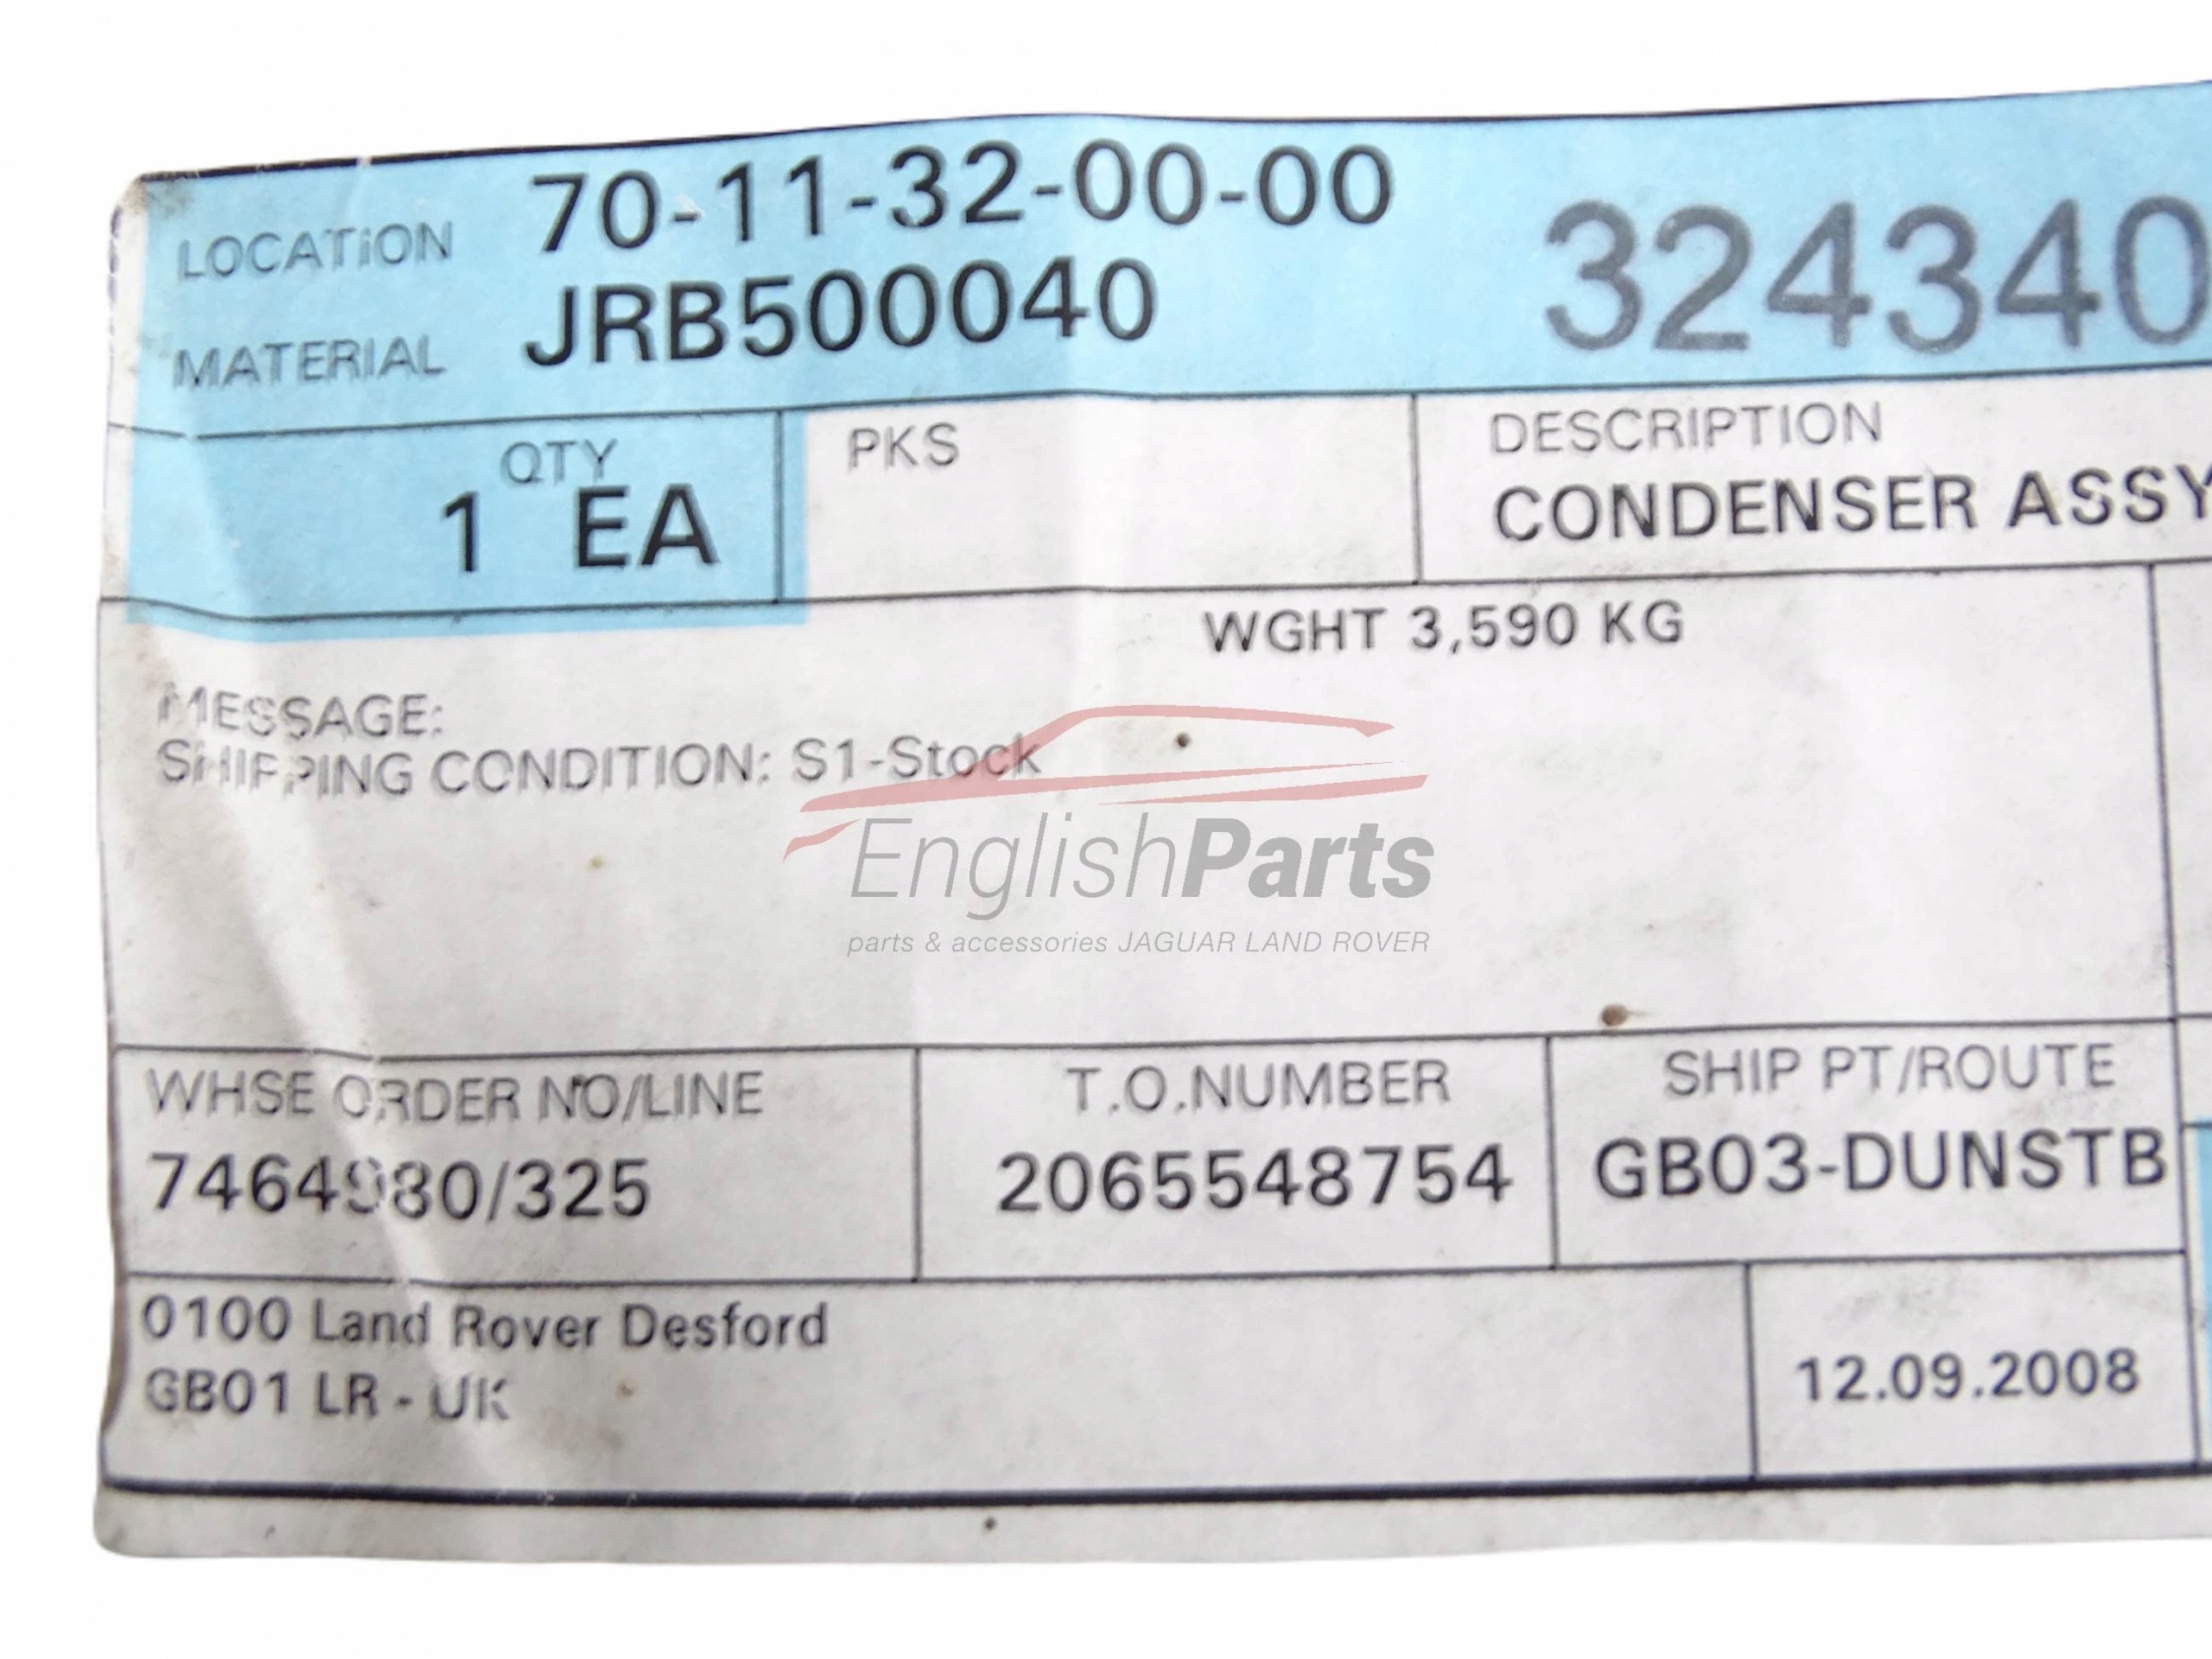 LOCATION 70-11-32-00-00
324340
MATERIAL JRB500040
QTY
1 EA
PKS
DESCRIPTION
CONDENSER ASSY
WGHT 3,590 KG
MESSAGE:
SHIPPING CONDITION: S1-Stock
EnglishParts
parts & accessories JAGUAR LAND ROVER
WHSE ORDER NO/LINE
7464980/325
T.O.NUMBER
2065548754
SHIP PT/ROUTE
GB03-DUNSTB
0100 Land Rover Desford
GB01 LR - UK
12.09.2008